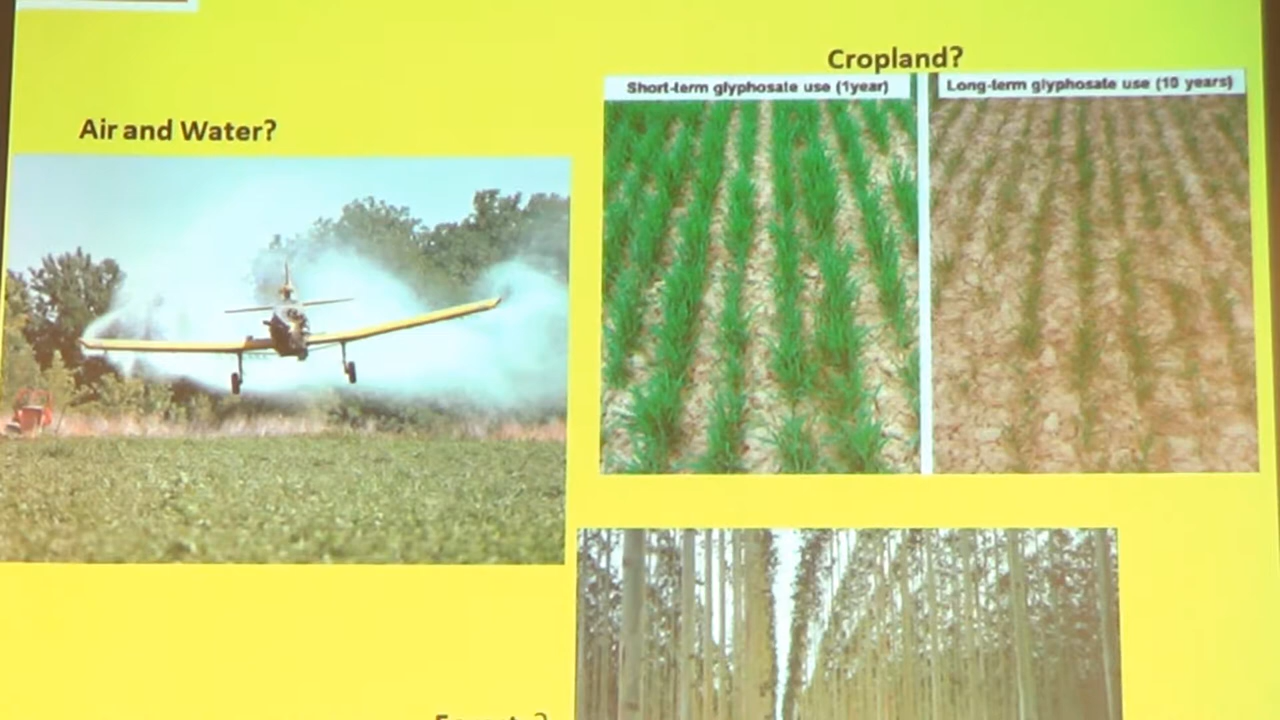 Cropland?
Short-term glyphosate use (1year)
Long-term glyphosate use (10 years)
Air and Water?